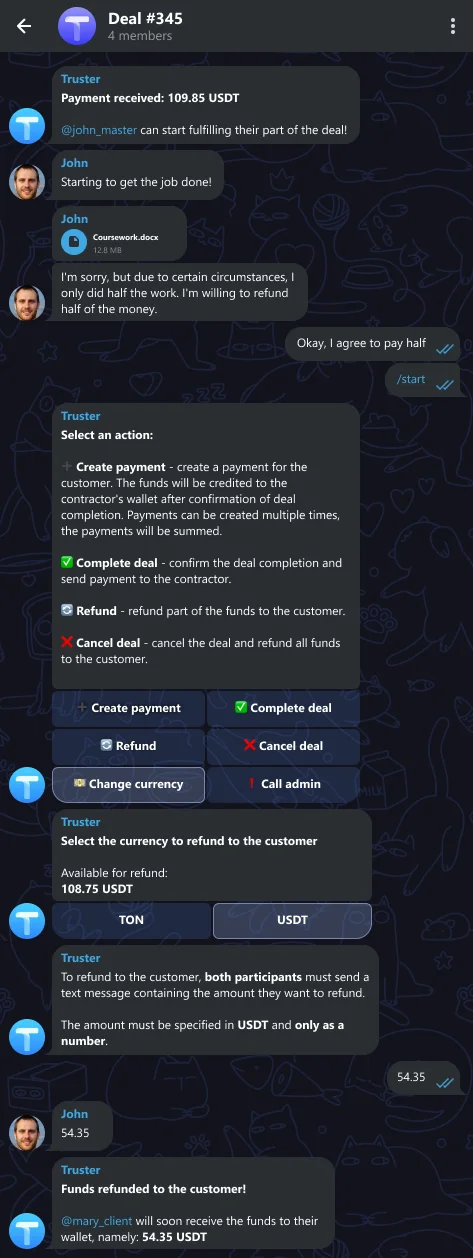 Deal #345
4 members
Truster
Payment received: 109.85 USDT
@john_master can start fulfilling their part of the deal!
John
Starting to get the job done!
John
Coursework.docx
12.8 MB
I'm sorry, but due to certain circumstances, I
only did half the work. I'm willing to refund
half of the money.
Okay, I agree to pay half
/start
Truster
Select an action:
➕ Create payment - create a payment for the
customer. The funds will be credited to the
contractor's wallet after confirmation of deal
completion. Payments can be created multiple times,
the payments will be summed.
✅ Complete deal - confirm the deal completion and
send payment to the contractor.
🔄 Refund - refund part of the funds to the customer.
❌ Cancel deal - cancel the deal and refund all funds
to the customer.
➕ Create payment
✅ Complete deal
🔄 Refund
❌ Cancel deal
💴 Change currency
❗ Call admin
Truster
Select the currency to refund to the customer
Available for refund:
108.75 USDT
TON
USDT
Truster
To refund to the customer, both participants must send a
text message containing the amount they want to refund.
The amount must be specified in USDT and only as a
number.
54.35
John
54.35
Truster
Funds refunded to the customer!
@mary_client will soon receive the funds to their
wallet, namely: 54.35 USDT